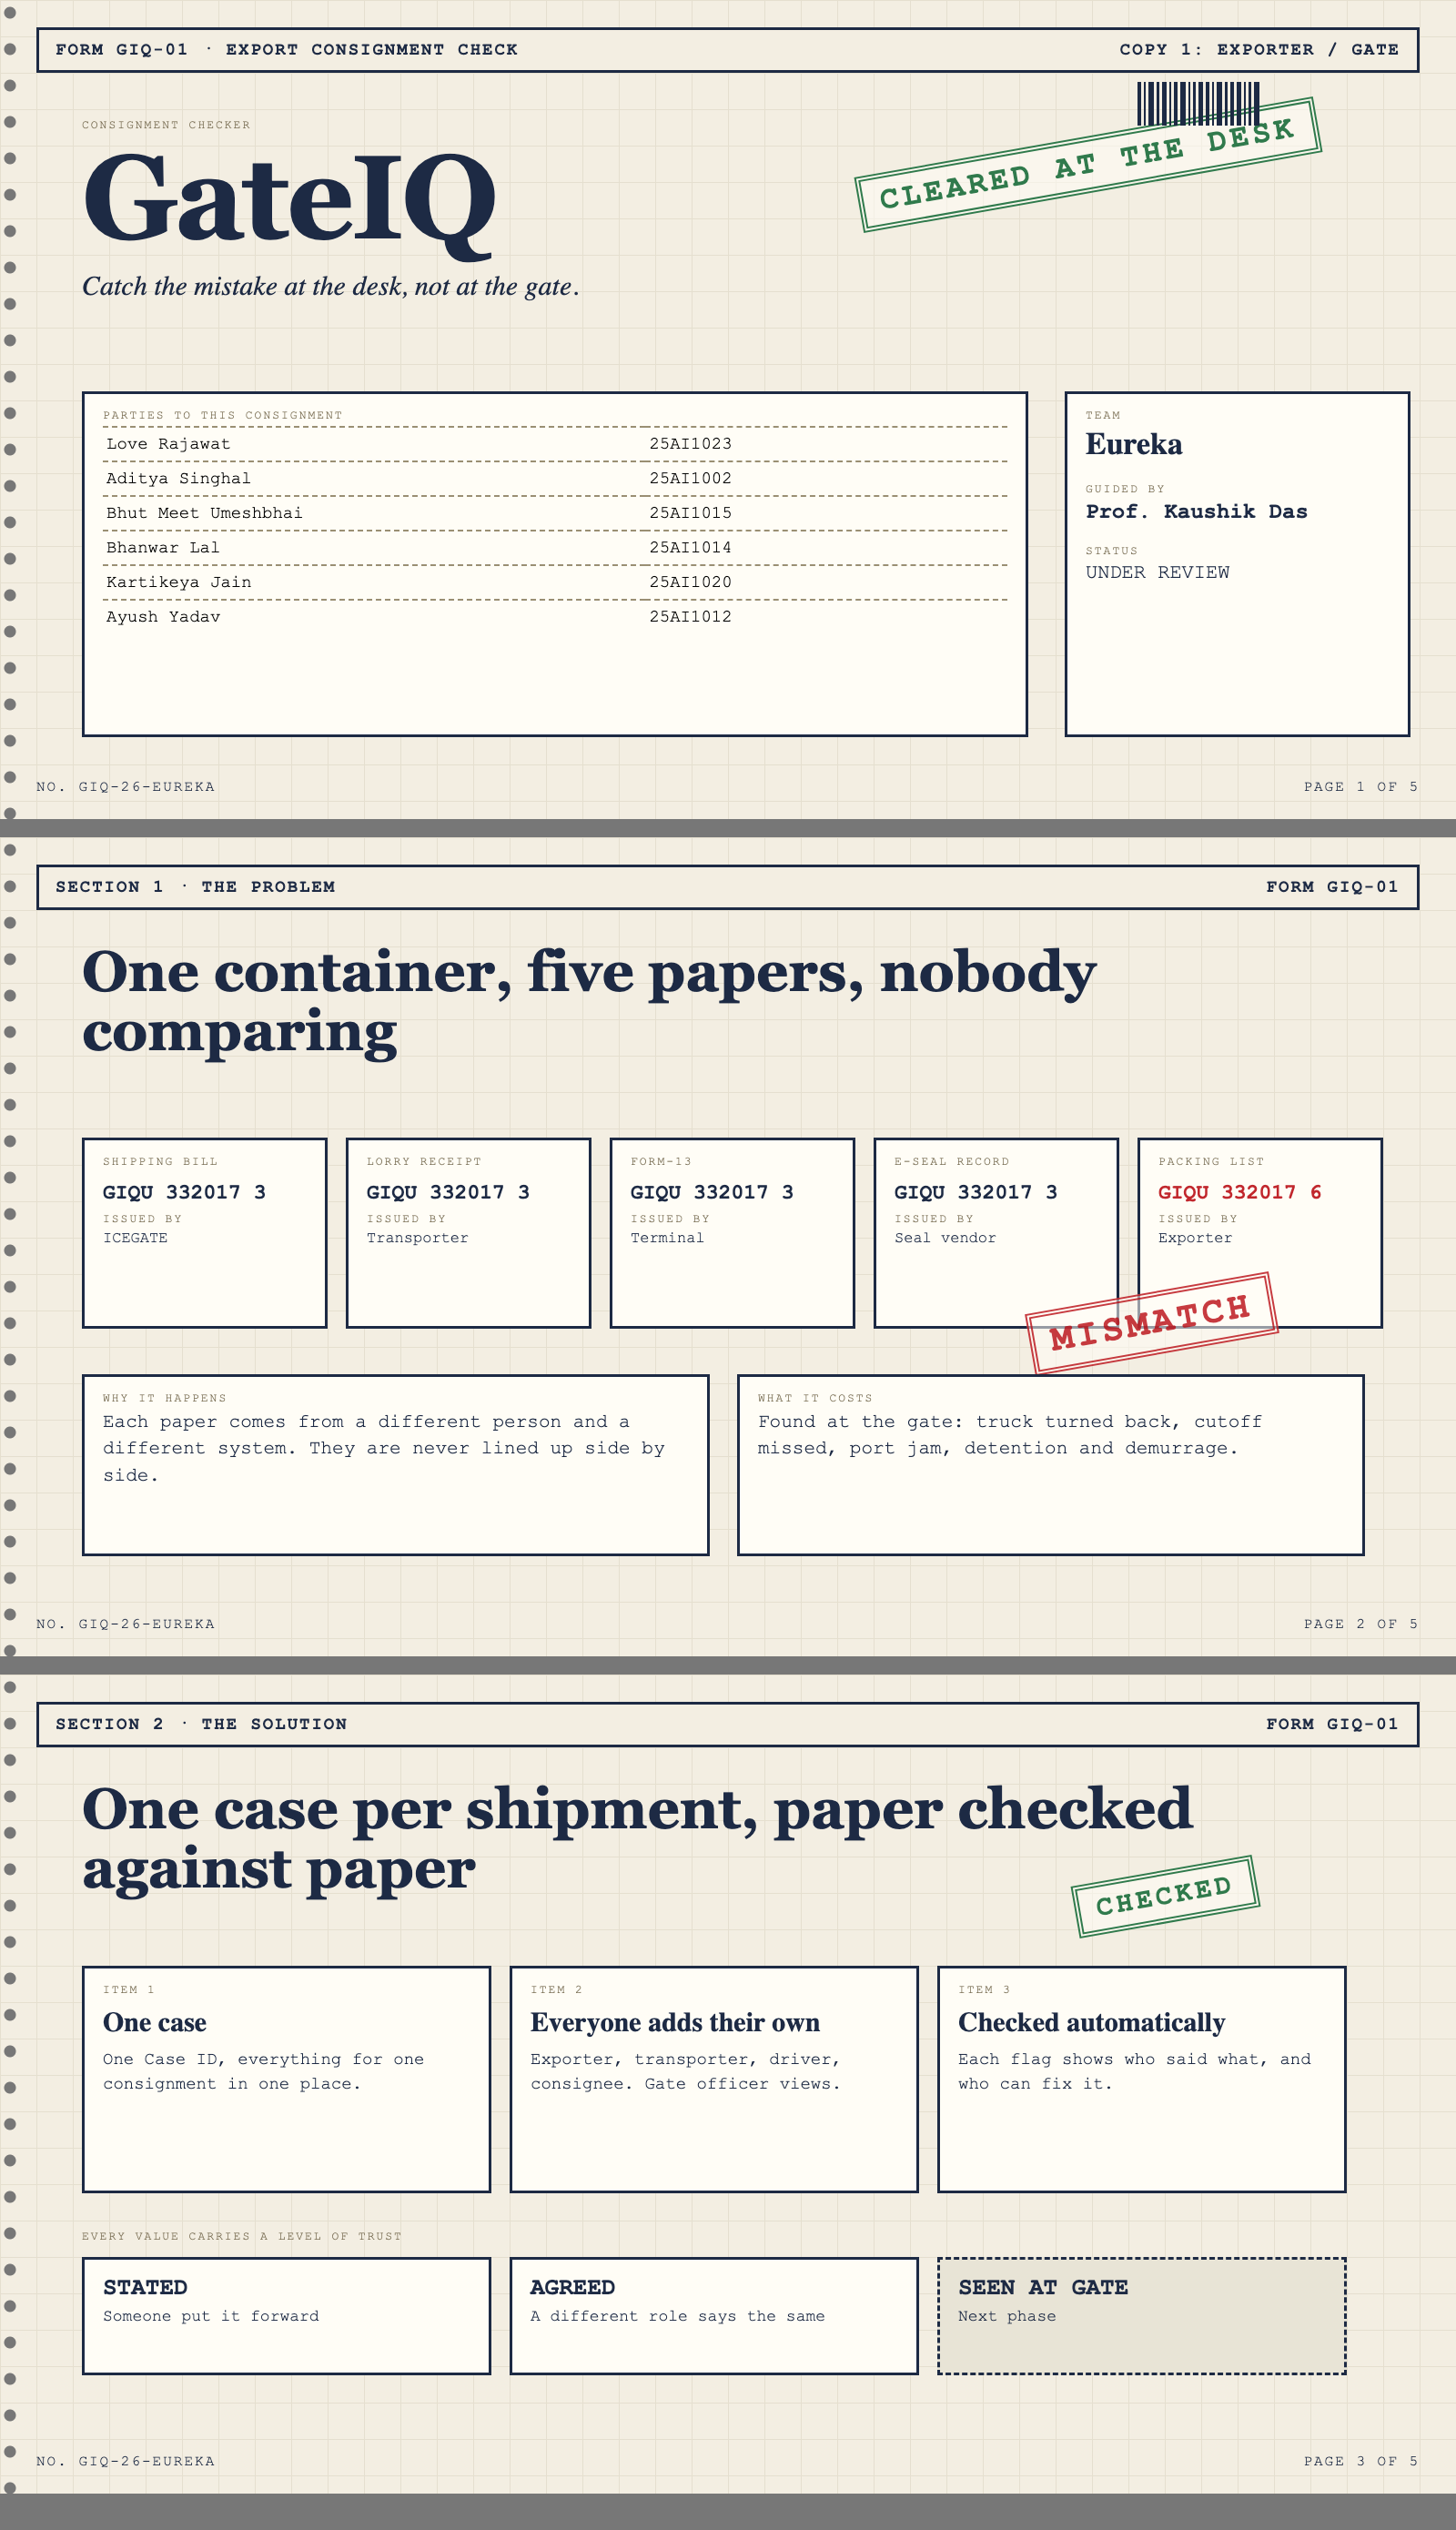 FORM GIQ-01 · EXPORT CONSIGNMENT CHECK
COPY 1: EXPORTER / GATE
CONSIGNMENT CHECKER
CLEARED AT THE DESK
GateIQ
Catch the mistake at the desk, not at the gate.
PARTIES TO THIS CONSIGNMENT
Love Rajawat 25AI1023
Aditya Singhal 25AI1002
Bhut Meet Umeshbhai 25AI1015
Bhanwar Lal 25AI1014
Kartikeya Jain 25AI1020
Ayush Yadav 25AI1012
TEAM
Eureka
GUIDED BY
Prof. Kaushik Das
STATUS
UNDER REVIEW
NO. GIQ-26-EUREKA
PAGE 1 OF 5
SECTION 1 · THE PROBLEM
FORM GIQ-01
One container, five papers, nobody
comparing
SHIPPING BILL
GIQU 332017 3
ISSUED BY
ICEGATE
LORRY RECEIPT
GIQU 332017 3
ISSUED BY
Transporter
FORM-13
GIQU 332017 3
ISSUED BY
Terminal
E-SEAL RECORD
GIQU 332017 3
ISSUED BY
Seal vendor
PACKING LIST
GIQU 332017 6
ISSUED BY
Exporter
MISMATCH
WHY IT HAPPENS
Each paper comes from a different person and a
different system. They are never lined up side by
side.
WHAT IT COSTS
Found at the gate: truck turned back, cutoff
missed, port jam, detention and demurrage.
NO. GIQ-26-EUREKA
PAGE 2 OF 5
SECTION 2 · THE SOLUTION
FORM GIQ-01
One case per shipment, paper checked
against paper
CHECKED
ITEM 1
One case
One Case ID, everything for one
consignment in one place.
ITEM 2
Everyone adds their own
Exporter, transporter, driver,
consignee. Gate officer views.
ITEM 3
Checked automatically
Each flag shows who said what, and
who can fix it.
EVERY VALUE CARRIES A LEVEL OF TRUST
STATED
Someone put it forward
AGREED
A different role says the same
SEEN AT GATE
Next phase
NO. GIQ-26-EUREKA
PAGE 3 OF 5